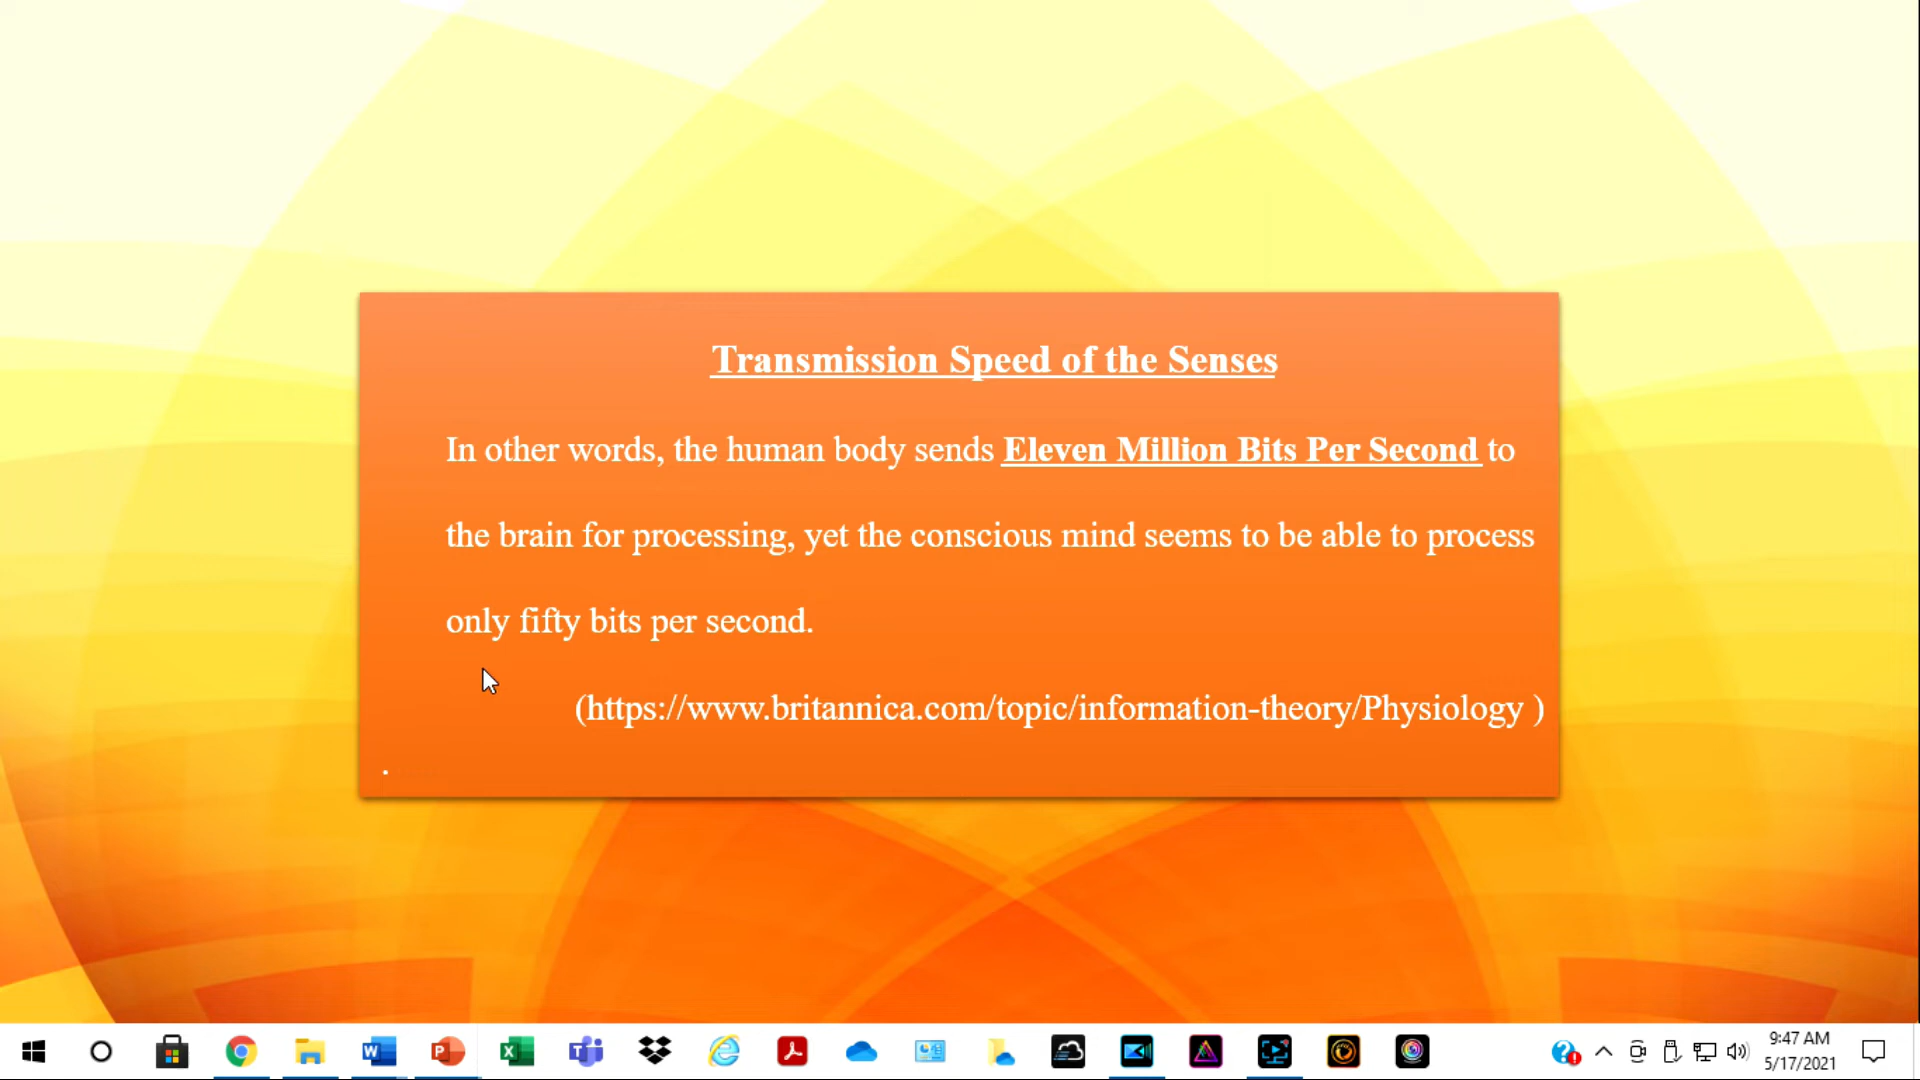 Transmission Speed of the Senses
In other words, the human body sends Eleven Million Bits Per Second to
the brain for processing, yet the conscious mind seems to be able to process
only fifty bits per second.
(https://www.britannica.com/topic/information-theory/Physiology )
.
9:47 AM
5/17/2021